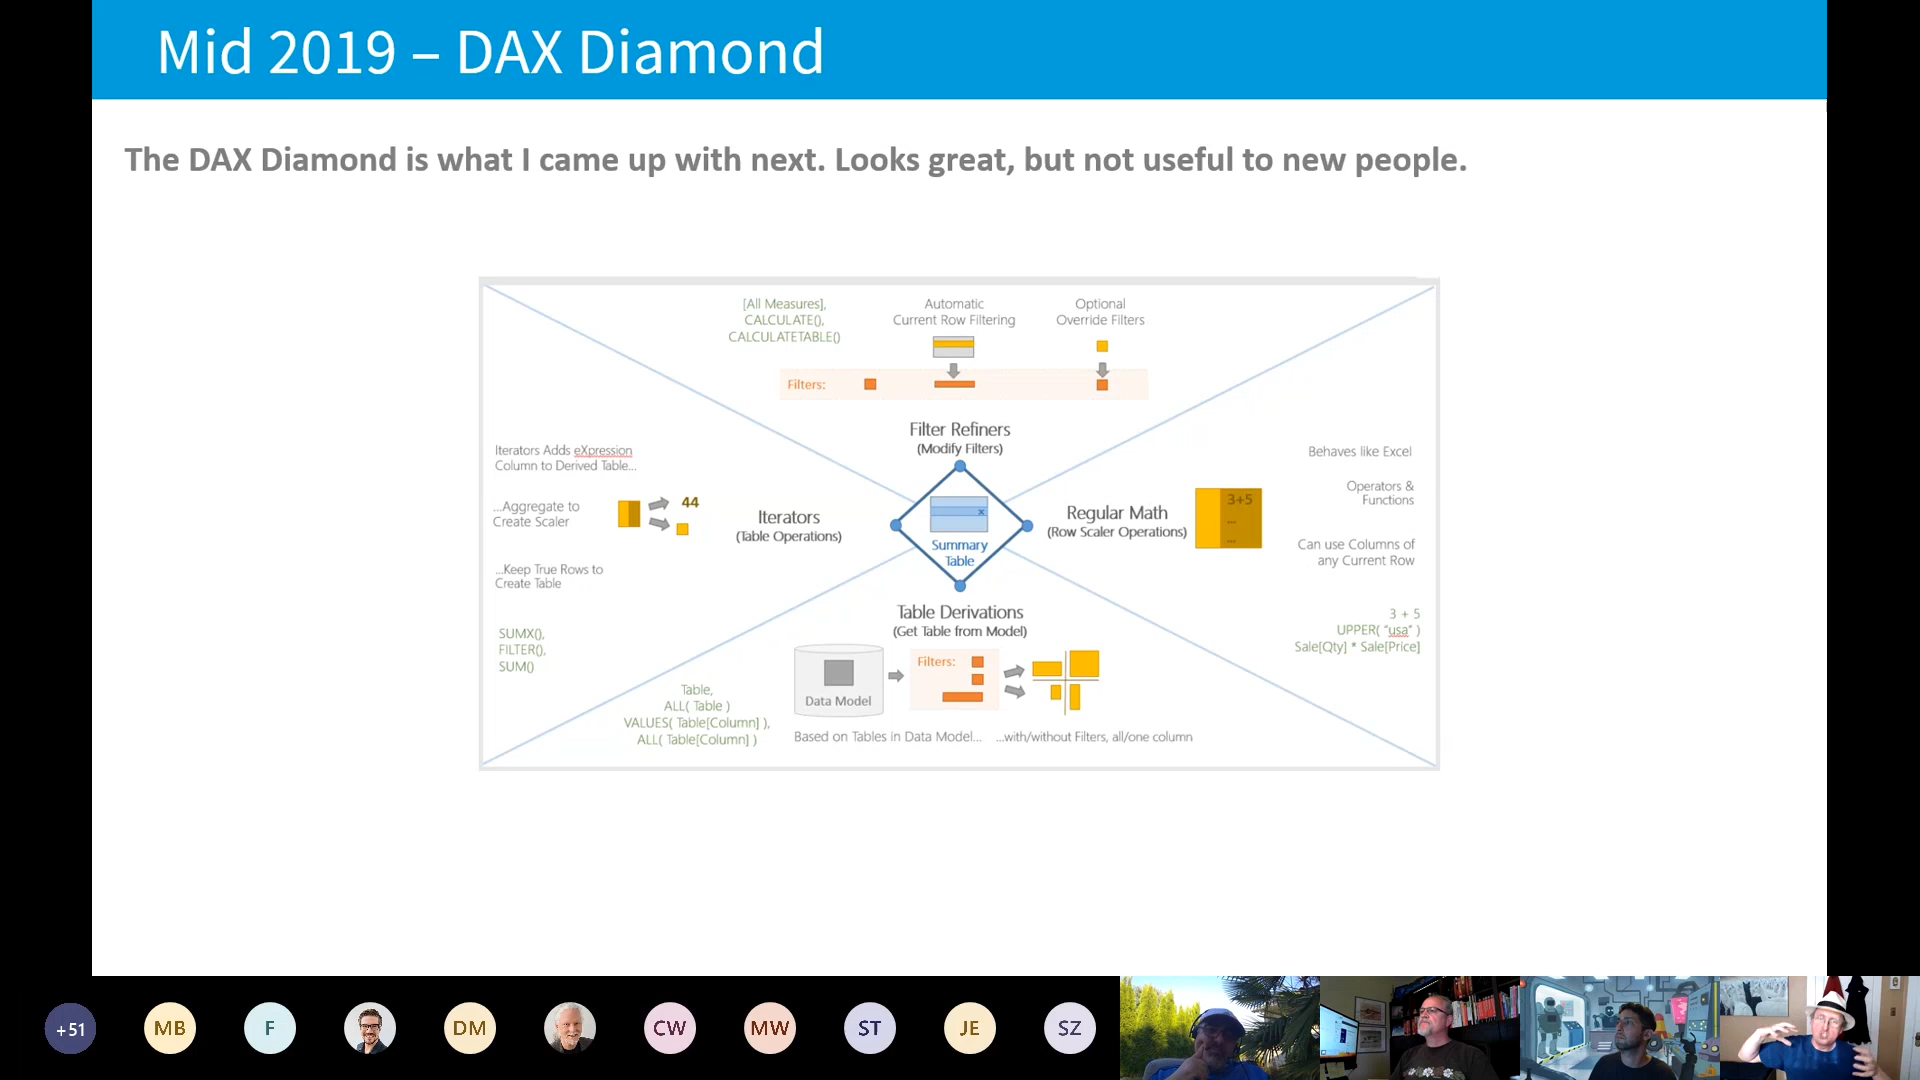 Mid 2019 – DAX Diamond
The DAX Diamond is what I came up with next. Looks great, but not useful to new people.
[All Measures],
CALCULATE(),
CALCULATETABLE()
Automatic
Current Row Filtering
Optional
Override Filters
Filters:
Filter Refiners
(Modify Filters)
Iterators Adds eXpression
Column to Derived Table...
...Aggregate to
Create Scaler
44
...Keep True Rows to
Create Table
SUMX(),
FILTER(),
SUM()
Iterators
(Table Operations)
x
Summary
Table
Regular Math
(Row Scaler Operations)
3+5
...
...
Behaves like Excel
Operators &
Functions
Can use Columns of
any Current Row
3 + 5
UPPER( "usa" )
Sale[Qty] * Sale[Price]
Table Derivations
(Get Table from Model)
Data Model
Filters:
Table,
ALL( Table )
VALUES( Table[Column] ),
ALL( Table[Column] )
Based on Tables in Data Model...
...with/without Filters, all/one column
+51
MB
F
DM
CW
MW
ST
JE
SZ